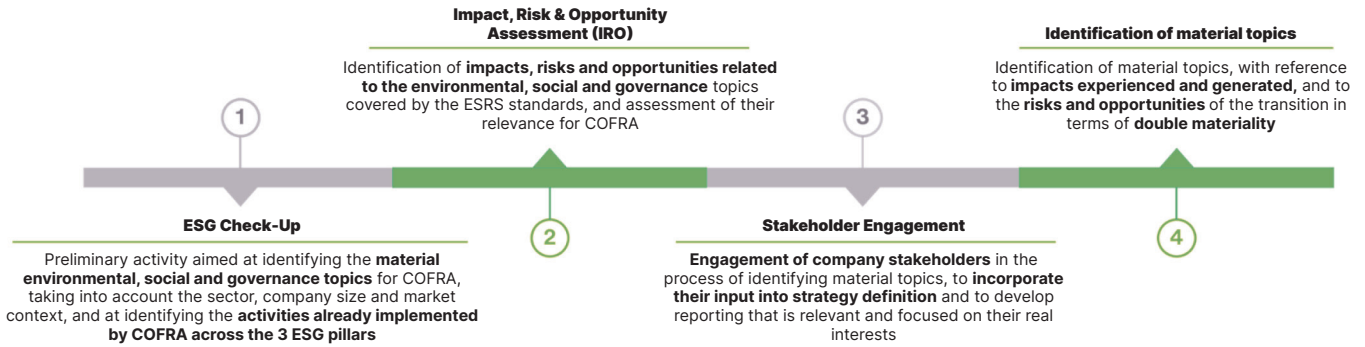 1
ESG Check-Up
Preliminary activity aimed at identifying the material
environmental, social and governance topics for COFRA,
taking into account the sector, company size and market
context, and at identifying the activities already implemented
by COFRA across the 3 ESG pillars
Impact, Risk & Opportunity
Assessment (IRO)
Identification of impacts, risks and opportunities related
to the environmental, social and governance topics
covered by the ESRS standards, and assessment of their
relevance for COFRA
2
3
Stakeholder Engagement
Engagement of company stakeholders in the
process of identifying material topics, to incorporate
their input into strategy definition and to develop
reporting that is relevant and focused on their real
interests
Identification of material topics
Identification of material topics, with reference
to impacts experienced and generated, and to
the risks and opportunities of the transition in
terms of double materiality
4